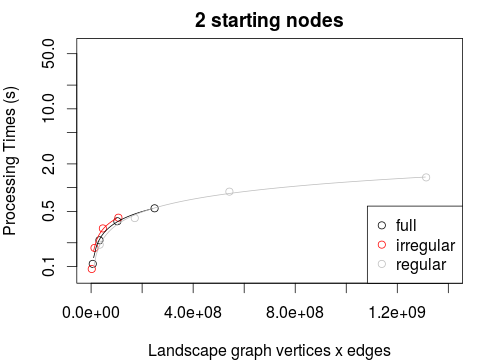 2 starting nodes
Processing Times (s)
50.0
10.0
2.0
0.5
0.1
full
irregular
regular
0.0e+00 4.0e+08 8.0e+08 1.2e+09
Landscape graph vertices x edges